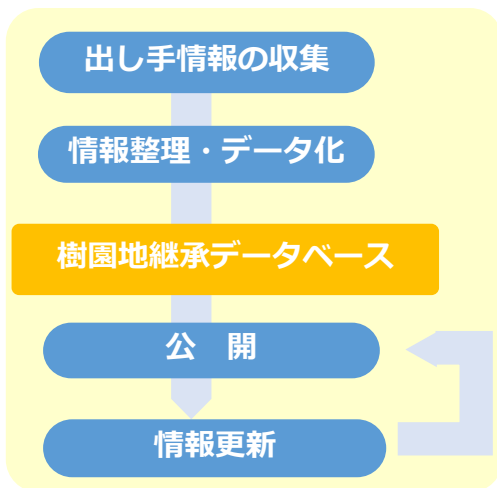 出し手情報の収集
情報整理・データ化
樹園地継承データベース
公　開
情報更新